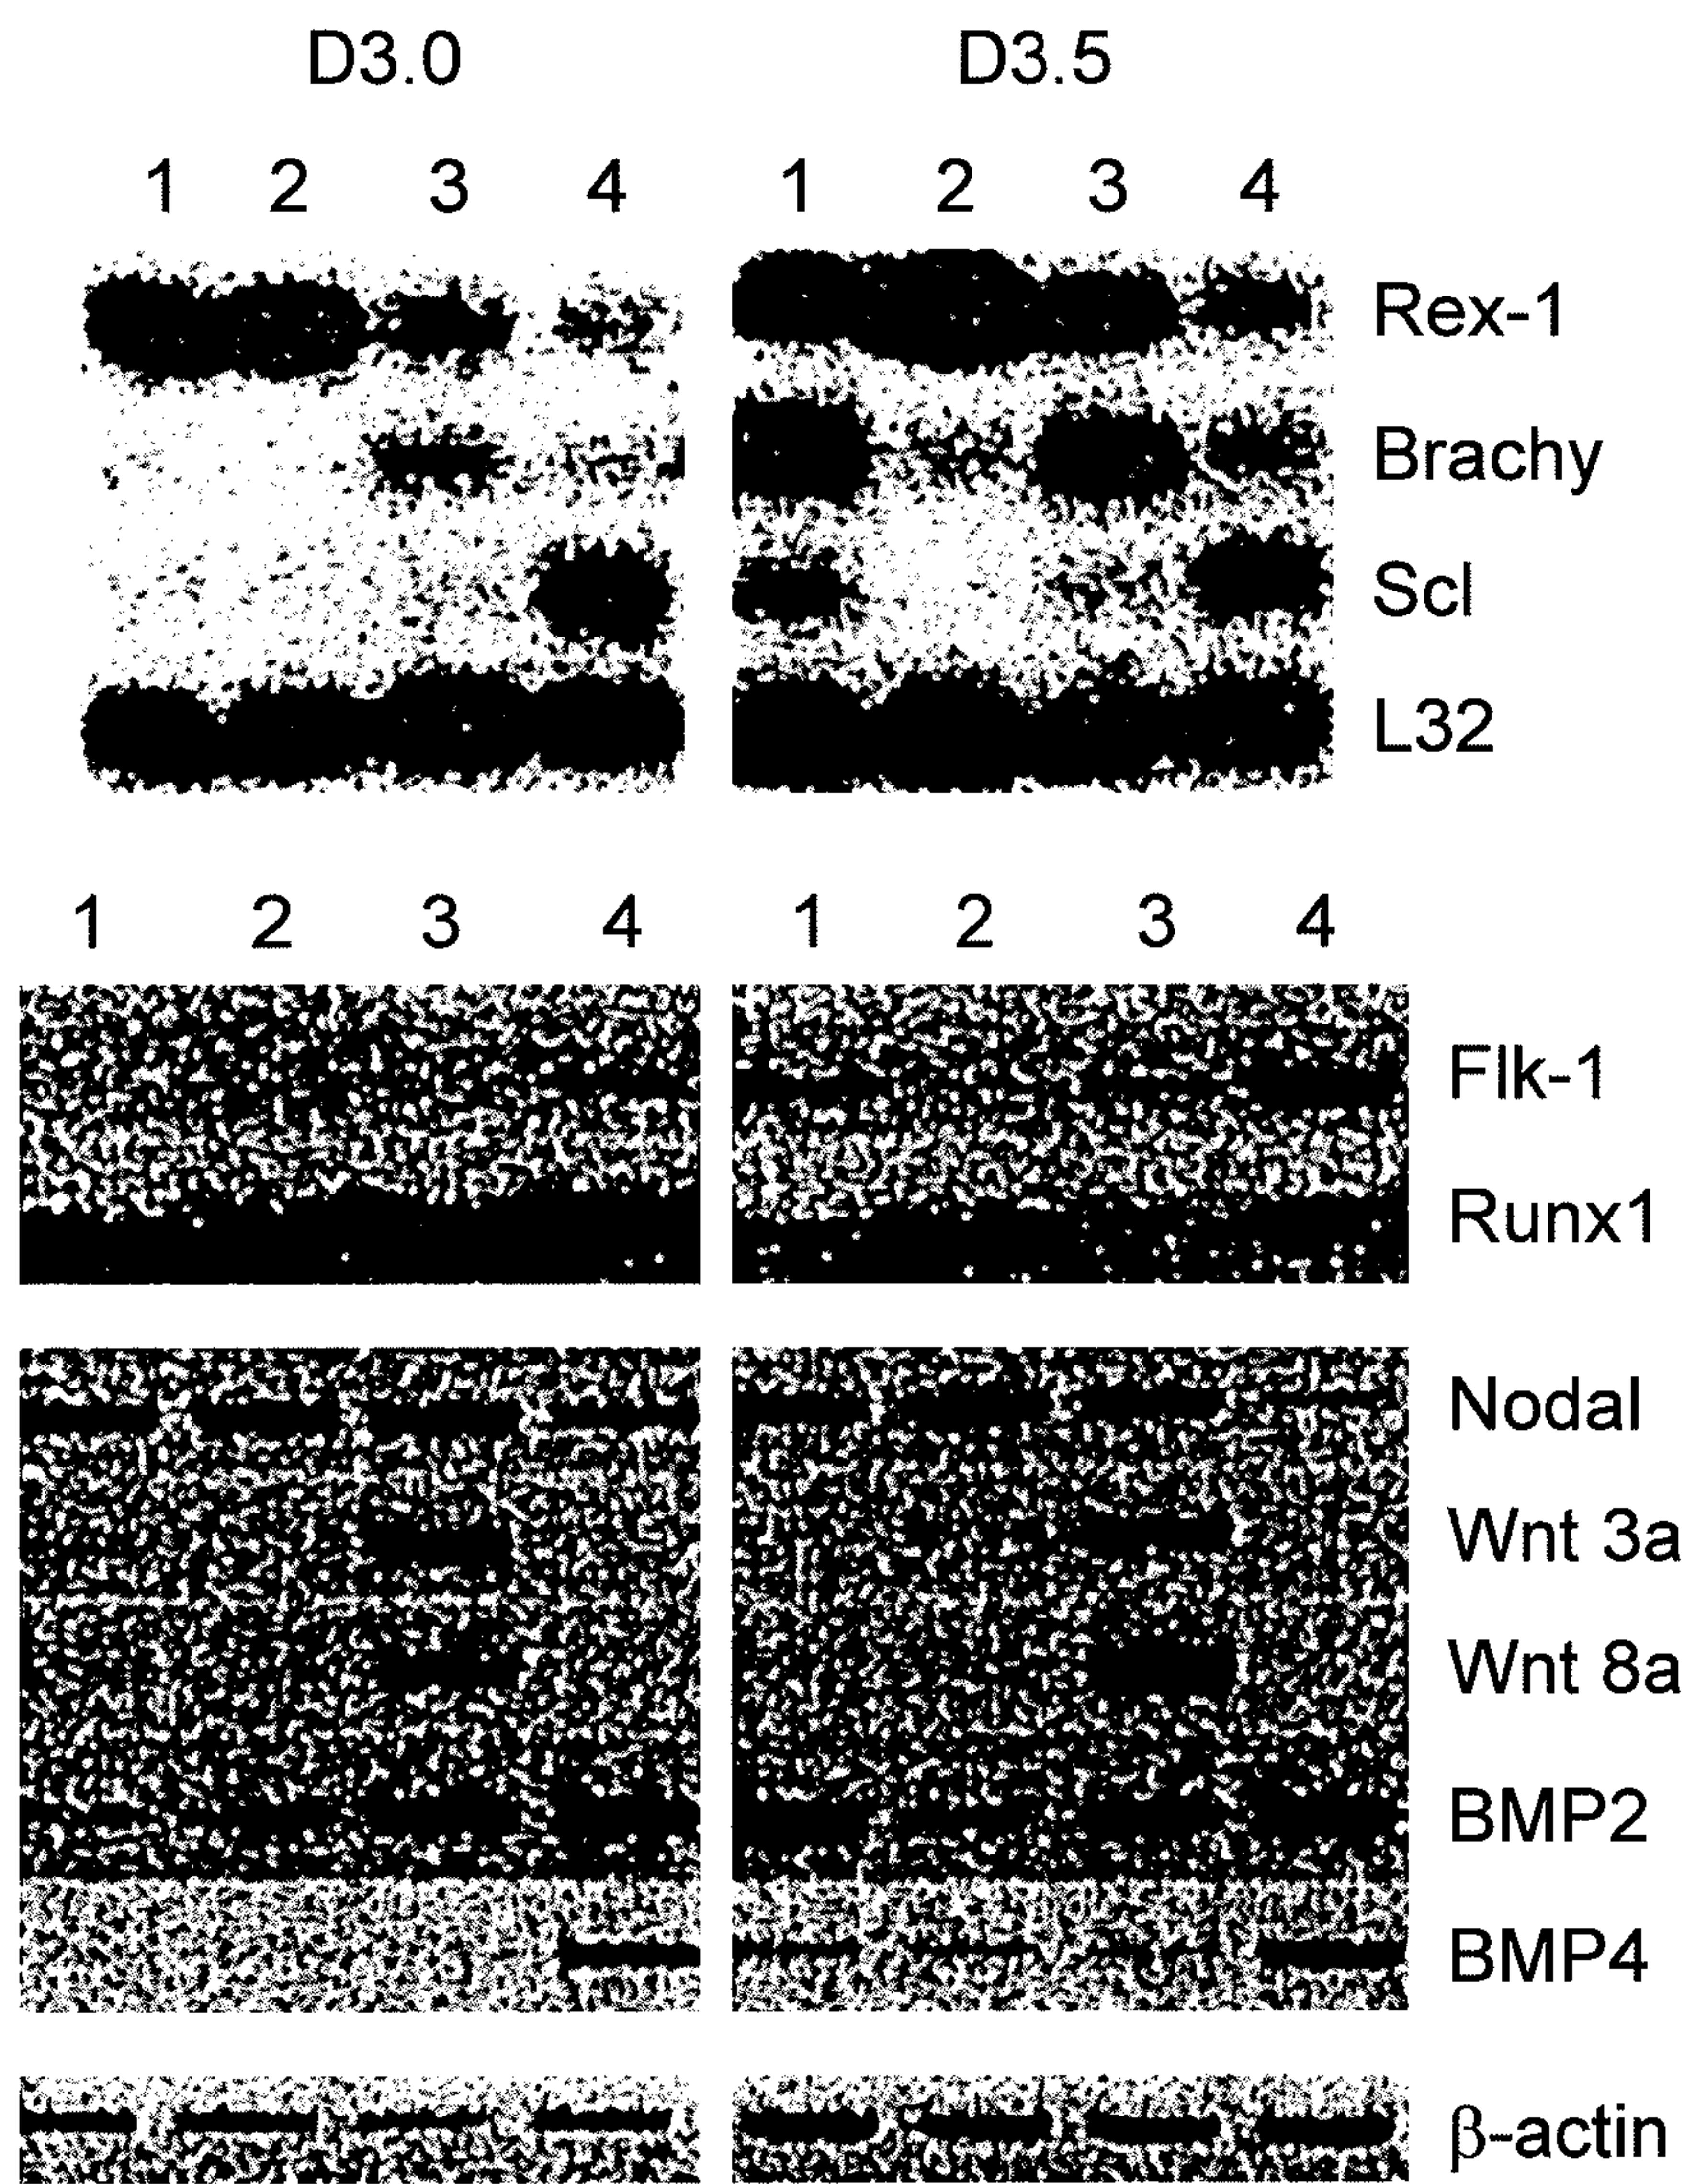 D3.0 D3.5
1 2 3 4 1 2 3 4
Rex-1
Brachy
Scl
L32
1 2 3 4 1 2 3 4
Flk-1
Runx1
Nodal
Wnt 3a
Wnt 8a
BMP2
BMP4
β-actin